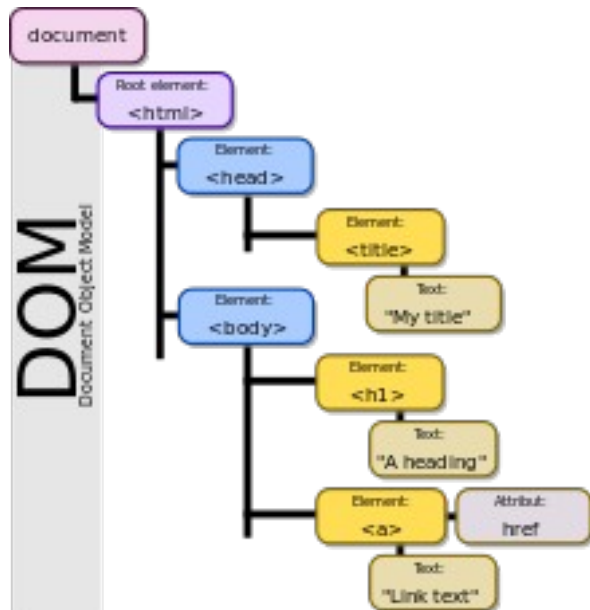 document
Root element:
<html>
Element:
<head>
Element:
<title>
Text:
"My title"
Element:
<body>
Element:
<h1>
Text:
"A heading"
Element:
<a>
Attribut:
href
Text:
"Link text"
DOM
Document Object Model